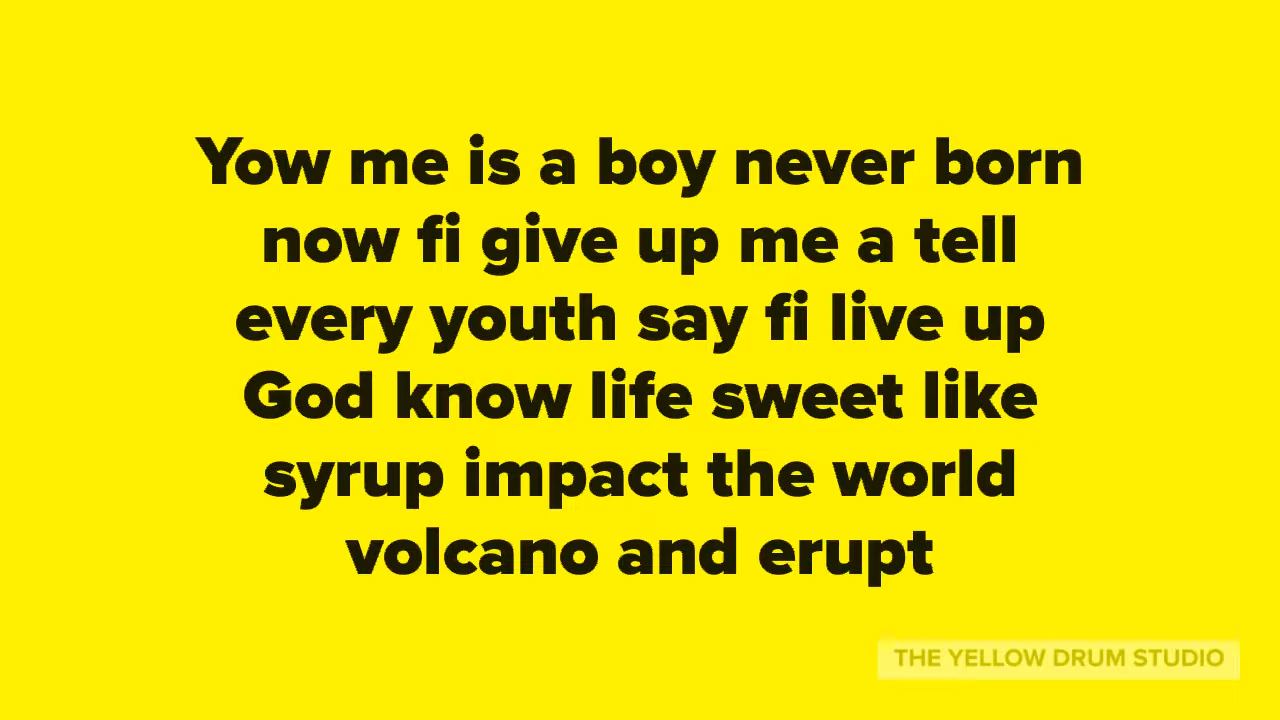 Yow me is a boy never born
now fi give up me a tell
every youth say fi live up
God know life sweet like
syrup impact the world
volcano and erupt
THE YELLOW DRUM STUDIO